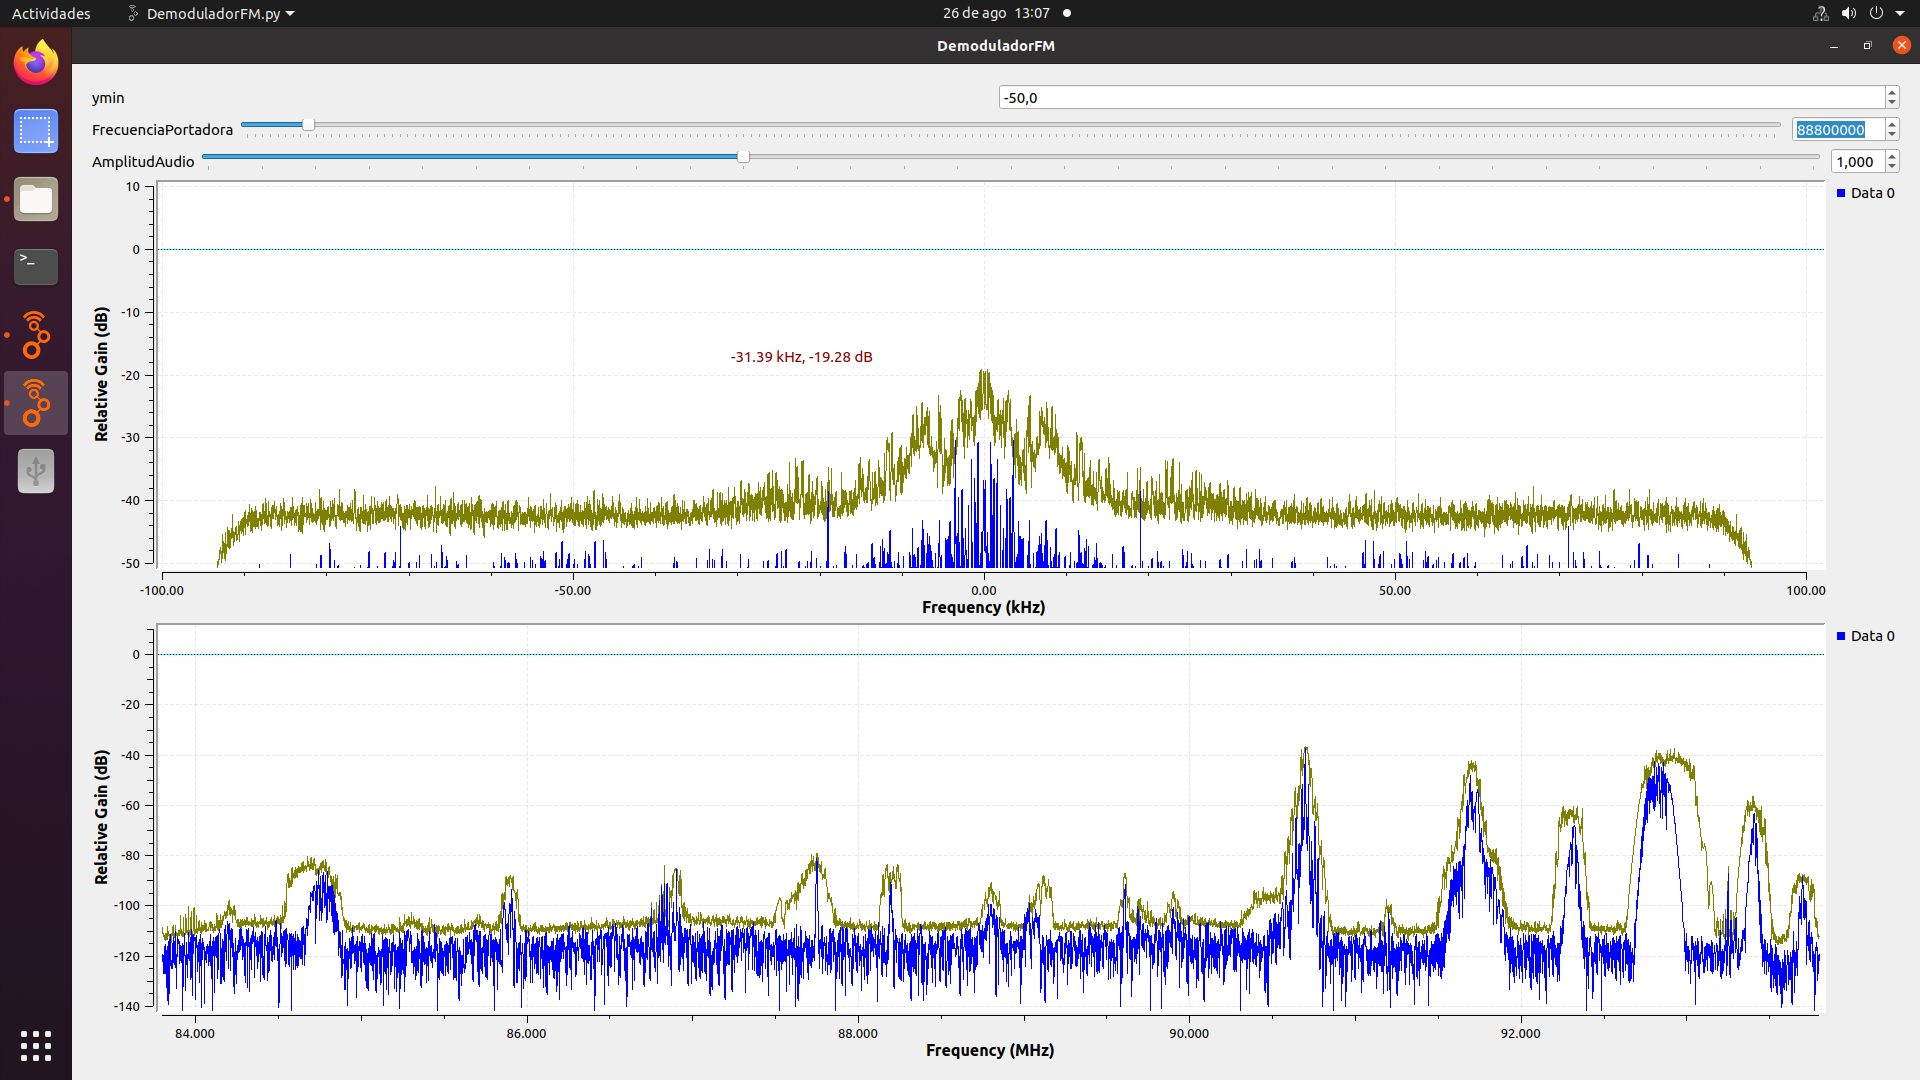 Actividades
DemoduladorFM.py
26 de ago 13:07
DemoduladorFM
ymin
-50,0
FrecuenciaPortadora
88800000
AmplitudAudio
1,000
10
0
-10
-20
-30
-40
-50
Relative Gain (dB)
-31.39 kHz, -19.28 dB
Data 0
-100.00
-50.00
0.00
50.00
100.00
Frequency (kHz)
0
-20
-40
-60
-80
-100
-120
-140
Relative Gain (dB)
Data 0
84.000
86.000
88.000
90.000
92.000
Frequency (MHz)